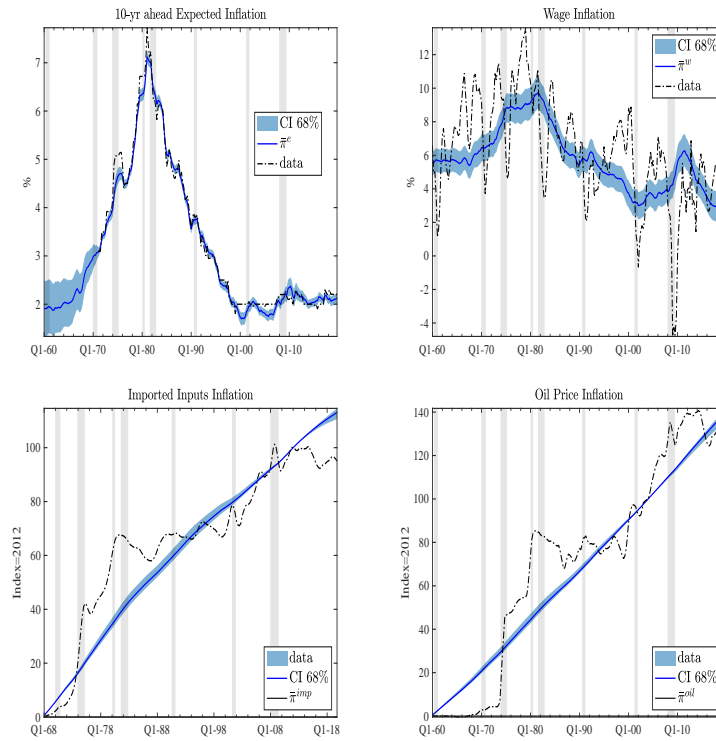 10-yr ahead Expected Inflation
7
6
5
4
3
2
%
CI 68%
π̄^e
data
Q1-60 Q1-70 Q1-80 Q1-90 Q1-00 Q1-10
Wage Inflation
12
10
8
6
4
2
0
-2
-4
%
CI 68%
π̄^w
data
Q1-60 Q1-70 Q1-80 Q1-90 Q1-00 Q1-10
Imported Inputs Inflation
100
80
60
40
20
0
Index=2012
data
CI 68%
π̄^imp
Q1-68 Q1-78 Q1-88 Q1-98 Q1-08 Q1-18
Oil Price Inflation
140
120
100
80
60
40
20
0
Index=2012
data
CI 68%
π̄^oil
Q1-60 Q1-70 Q1-80 Q1-90 Q1-00 Q1-10